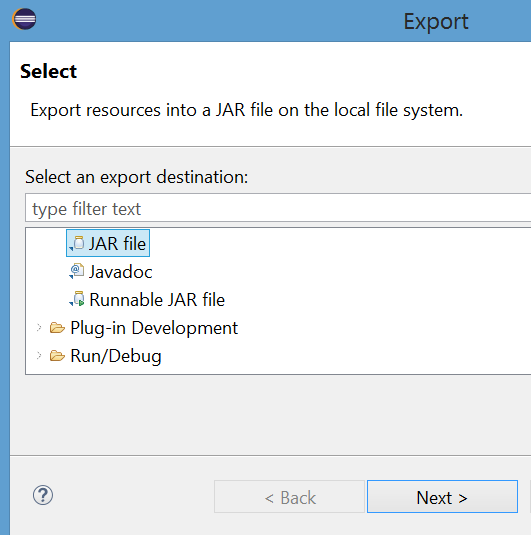 Export
Select
Export resources into a JAR file on the local file system.
Select an export destination:
type filter text
JAR file
Javadoc
Runnable JAR file
Plug-in Development
Run/Debug
? < Back Next >